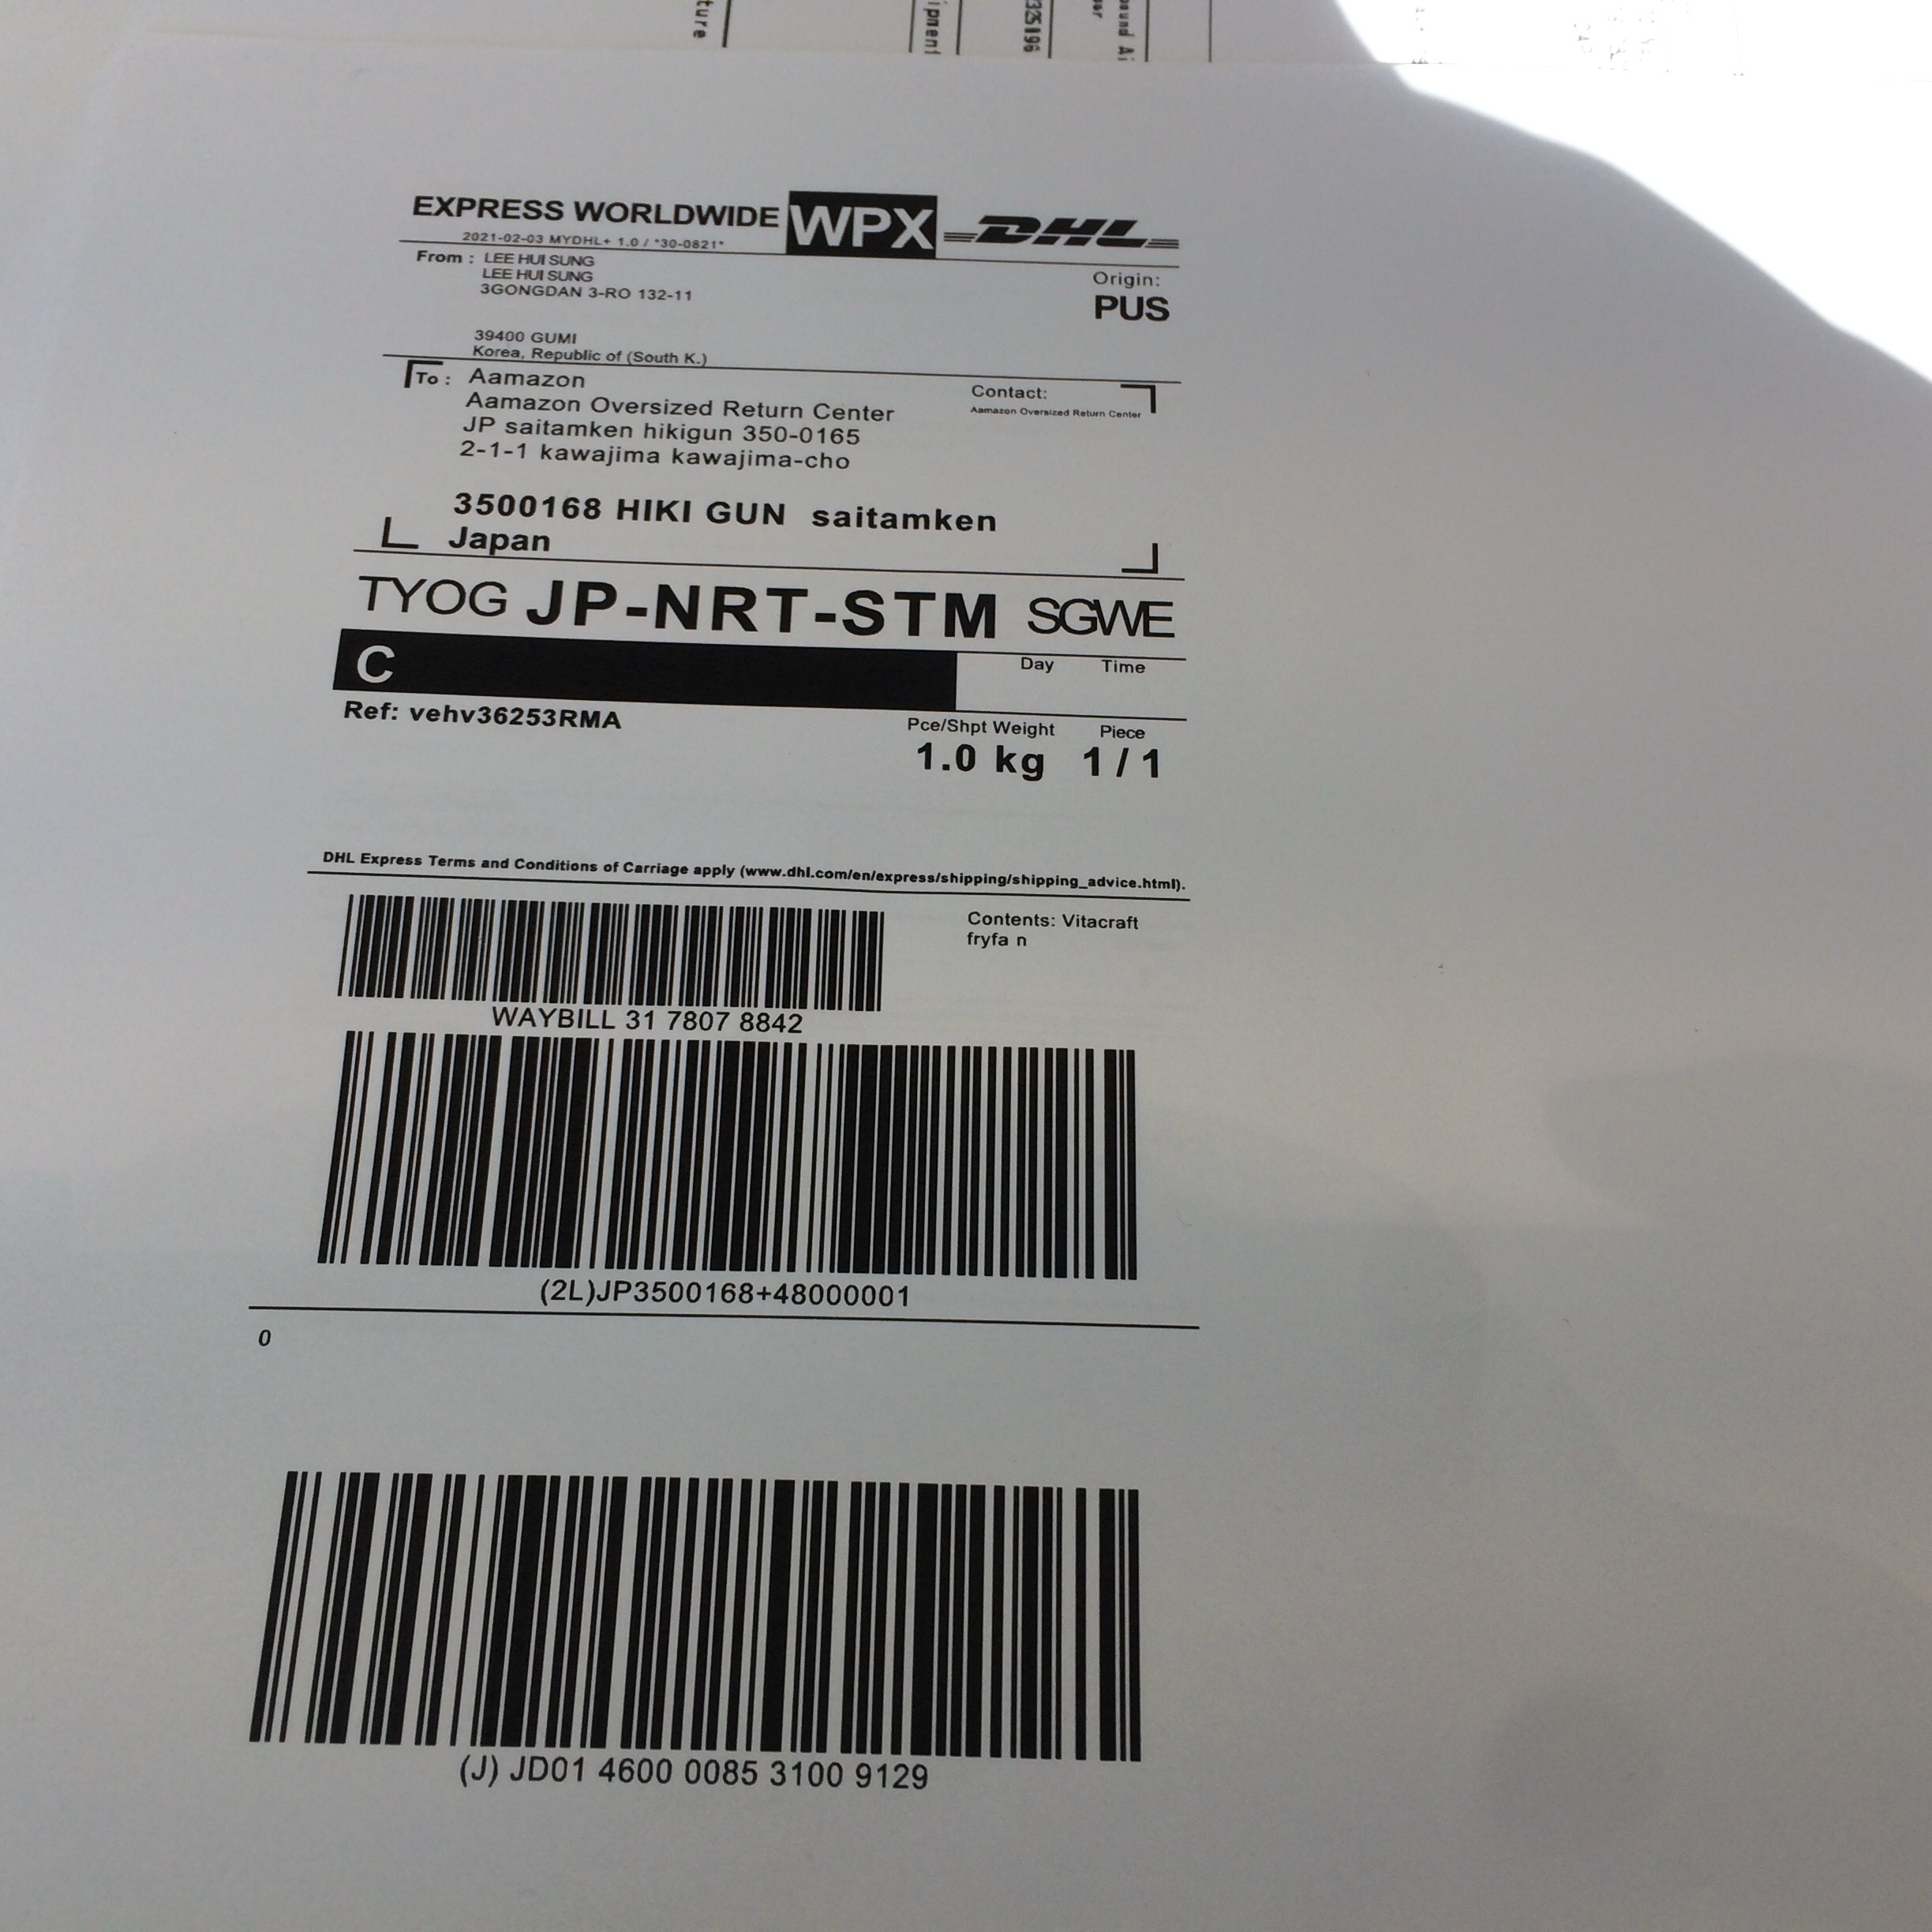 ture
ipment
325196
ound Ai
EXPRESS WORLDWIDE WPX DHL
2021-02-03 MYDHL+ 1.0 / *30-0821*
From : LEE HUI SUNG
LEE HUI SUNG
3GONGDAN 3-RO 132-11
Origin:
PUS
39400 GUMI
Korea, Republic of (South K.)
To : Aamazon
Aamazon Oversized Return Center
JP saitamken hikigun 350-0165
2-1-1 kawajima kawajima-cho
Contact:
Aamazon Oversized Return Center
3500168 HIKI GUN saitamken
Japan
TYOG JP-NRT-STM SGWE
C
Day Time
Ref: vehv36253RMA
Pce/Shpt Weight Piece
1.0 kg 1 / 1
DHL Express Terms and Conditions of Carriage apply (www.dhl.com/en/express/shipping/shipping_advice.html).
Contents: Vitacraft
fryfa n
WAYBILL 31 7807 8842
(2L)JP3500168+48000001
0
(J) JD01 4600 0085 3100 9129